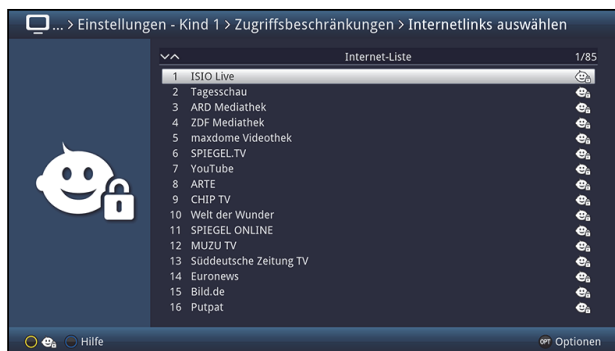 ... > Einstellungen - Kind 1 > Zugriffsbeschränkungen > Internetlinks auswählen
Internet-Liste 1/85
1 ISIO Live
2 Tagesschau
3 ARD Mediathek
4 ZDF Mediathek
5 maxdome Videothek
6 SPIEGEL.TV
7 YouTube
8 ARTE
9 CHIP TV
10 Welt der Wunder
11 SPIEGEL ONLINE
12 MUZU TV
13 Süddeutsche Zeitung TV
14 Euronews
15 Bild.de
16 Putpat
Hilfe OPT Optionen